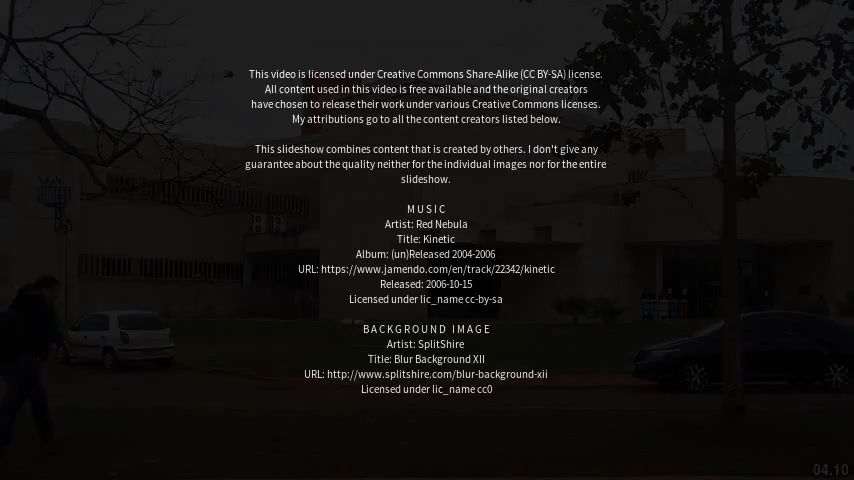 This video is licensed under Creative Commons Share-Alike (CC BY-SA) license.
All content used in this video is free available and the original creators
have chosen to release their work under various Creative Commons licenses.
My attributions go to all the content creators listed below.
This slideshow combines content that is created by others. I don't give any
guarantee about the quality neither for the individual images nor for the entire
slideshow.
MUSIC
Artist: Red Nebula
Title: Kinetic
Album: (un)Released 2004-2006
URL: https://www.jamendo.com/en/track/22342/kinetic
Released: 2006-10-15
Licensed under lic_name cc-by-sa
BACKGROUND IMAGE
Artist: SplitShire
Title: Blur Background XII
URL: http://www.splitshire.com/blur-background-xii
Licensed under lic_name cc0
04.10